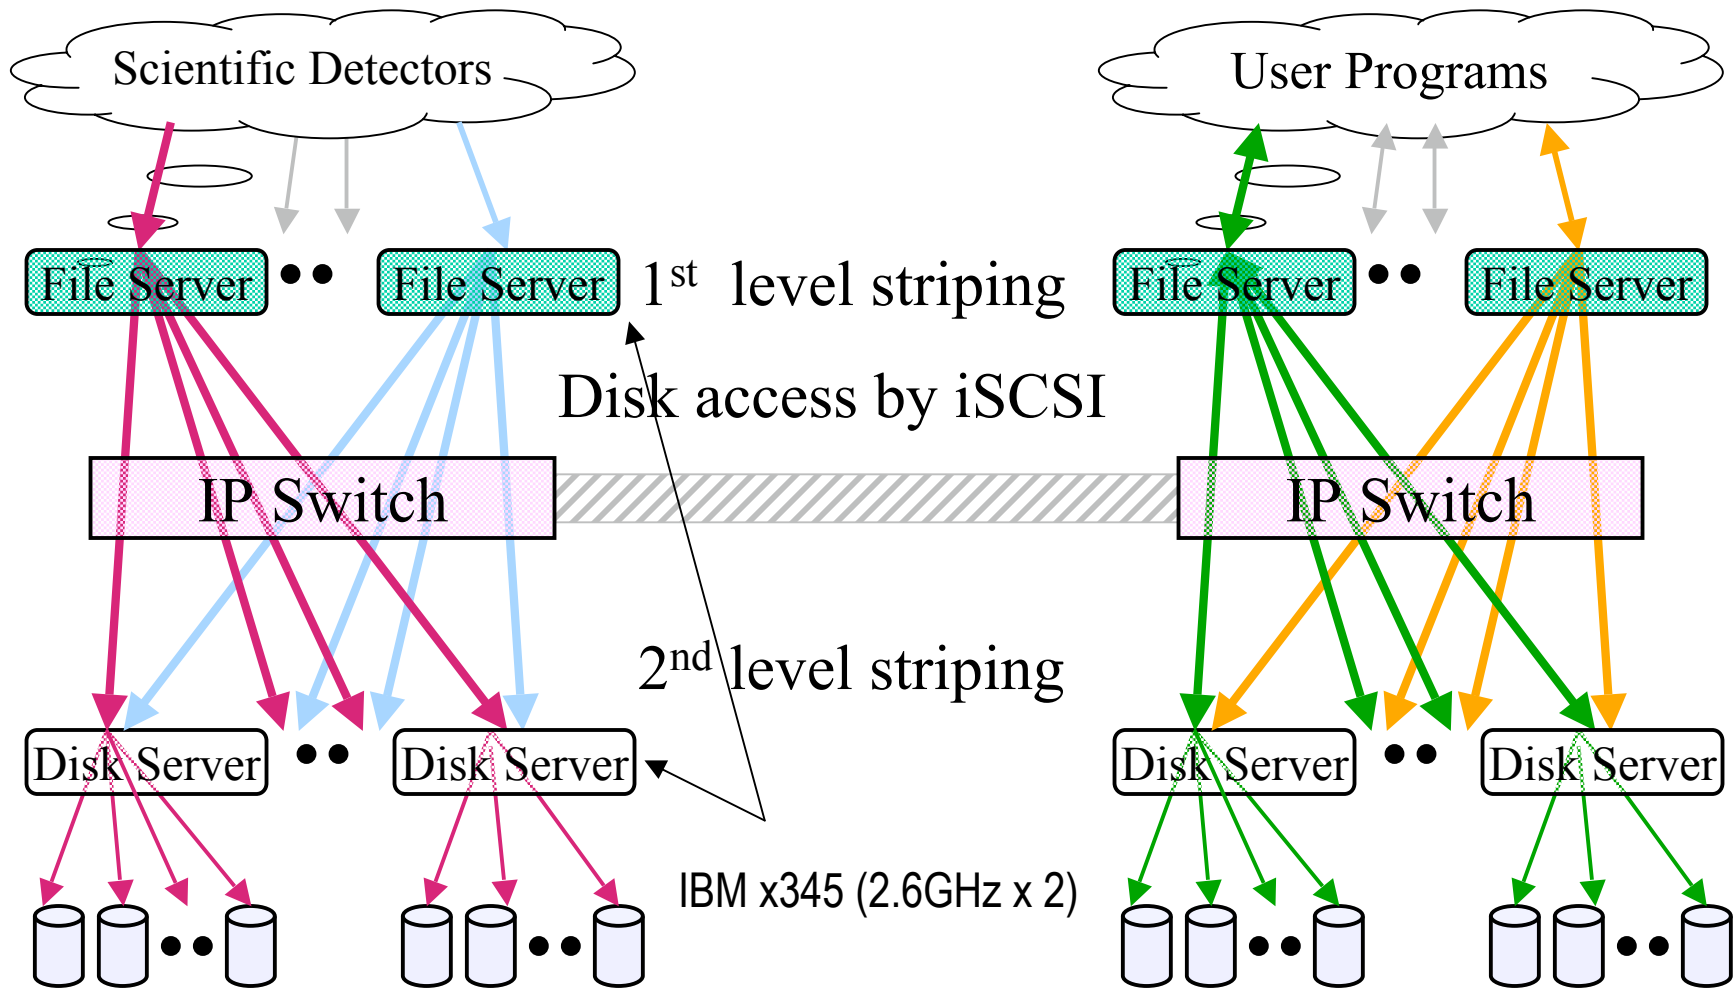 Scientific Detectors
User Programs
File Server
File Server
1st level striping
File Server
File Server
Disk access by iSCSI
IP Switch
IP Switch
2nd level striping
Disk Server
Disk Server
Disk Server
Disk Server
IBM x345 (2.6GHz x 2)